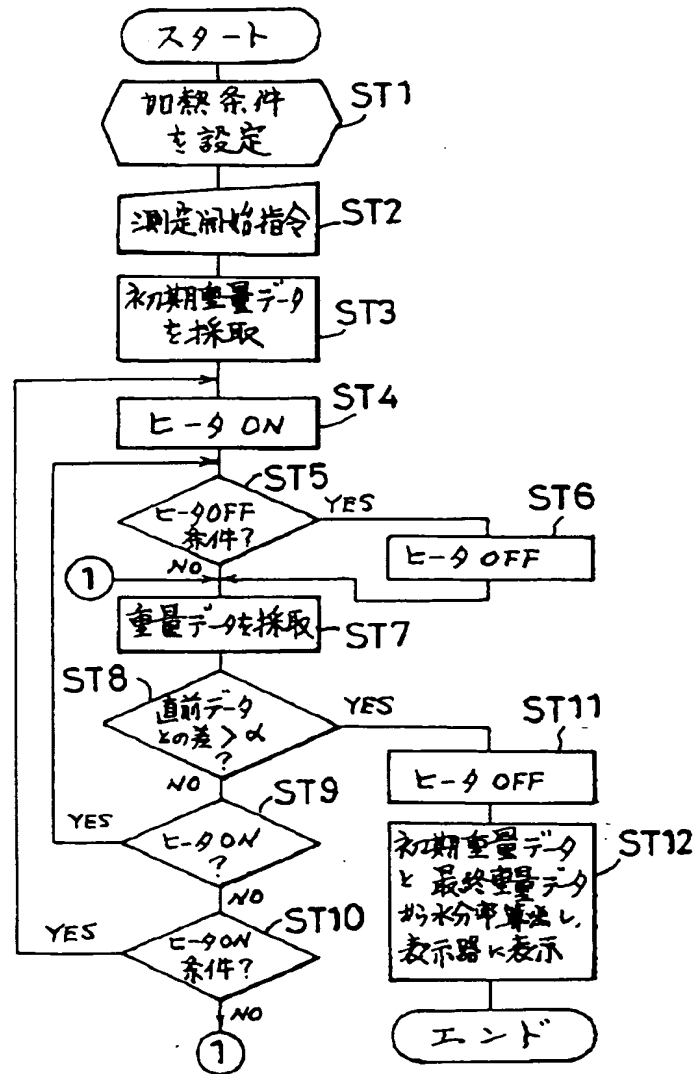 スタート
加熱条件
を設定
ST1
測定開始指令
ST2
初期重量データ
を採取
ST3
ヒータ ON
ST4
ST5
ヒータOFF
条件?
YES
NO
ST6
ヒータ OFF
1
重量データを採取
ST7
ST8
直前データ
との差>α
?
YES
NO
ST11
ヒータ OFF
ST9
YES
ヒータON
?
NO
ST12
初期重量データ
と 最終重量データ
から水分率算出し、
表示器に表示
ST10
YES
ヒータON
条件?
NO
1
エンド